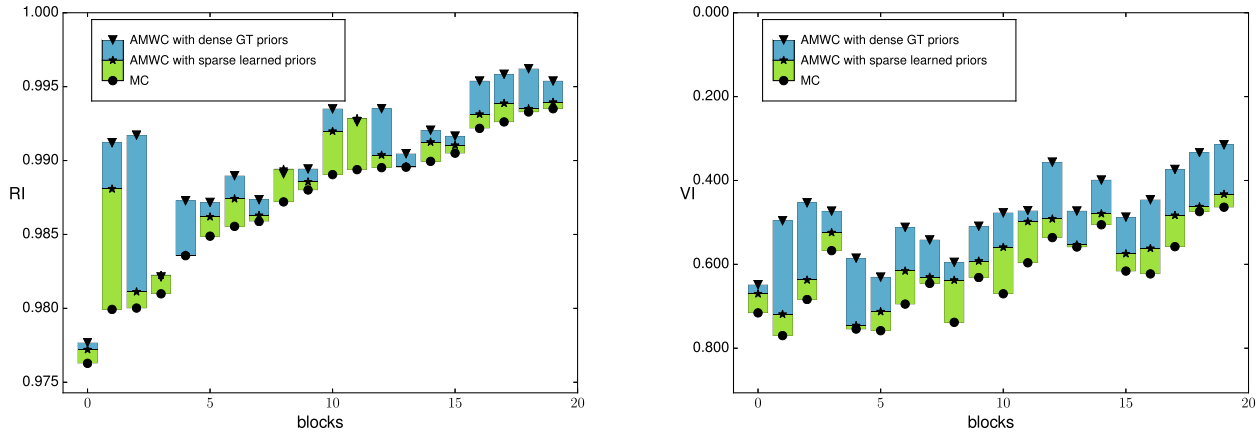 1.000
0.995
0.990
0.985
0.980
0.975
RI
AMWC with dense GT priors
AMWC with sparse learned priors
MC
0
5
10
15
20
blocks
0.000
0.200
0.400
0.600
0.800
VI
AMWC with dense GT priors
AMWC with sparse learned priors
MC
0
5
10
15
20
blocks